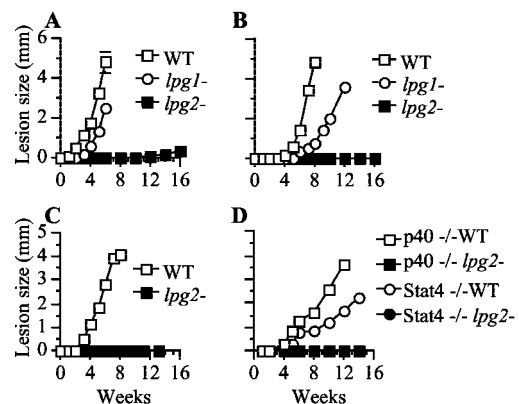 A
B
Lesion size (mm)
6
4
2
0
WT
lpg1-
lpg2-
WT
lpg1-
lpg2-
0 4 8 12 16
0 4 8 12 16
C
D
Lesion size (mm)
5
4
3
2
1
0
WT
lpg2-
p40 -/-WT
p40 -/- lpg2-
Stat4 -/-WT
Stat4 -/- lpg2-
0 4 8 12 16
0 4 8 12 16
Weeks
Weeks